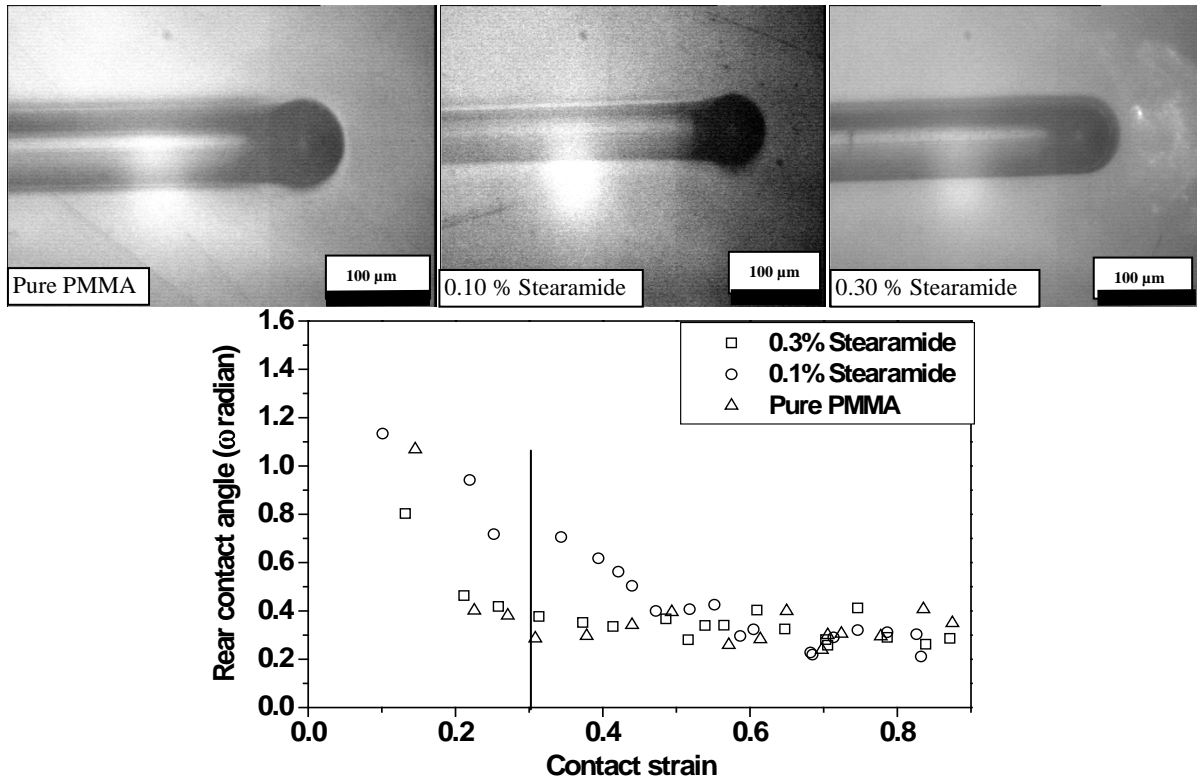 Pure PMMA
100 µm
0.10 % Stearamide
100 µm
0.30 % Stearamide
100 µm
1.6
1.4
1.2
1.0
0.8
0.6
0.4
0.2
0.0
Rear contact angle (ω radian)
0.3% Stearamide
0.1% Stearamide
Pure PMMA
0.0 0.2 0.4 0.6 0.8
Contact strain